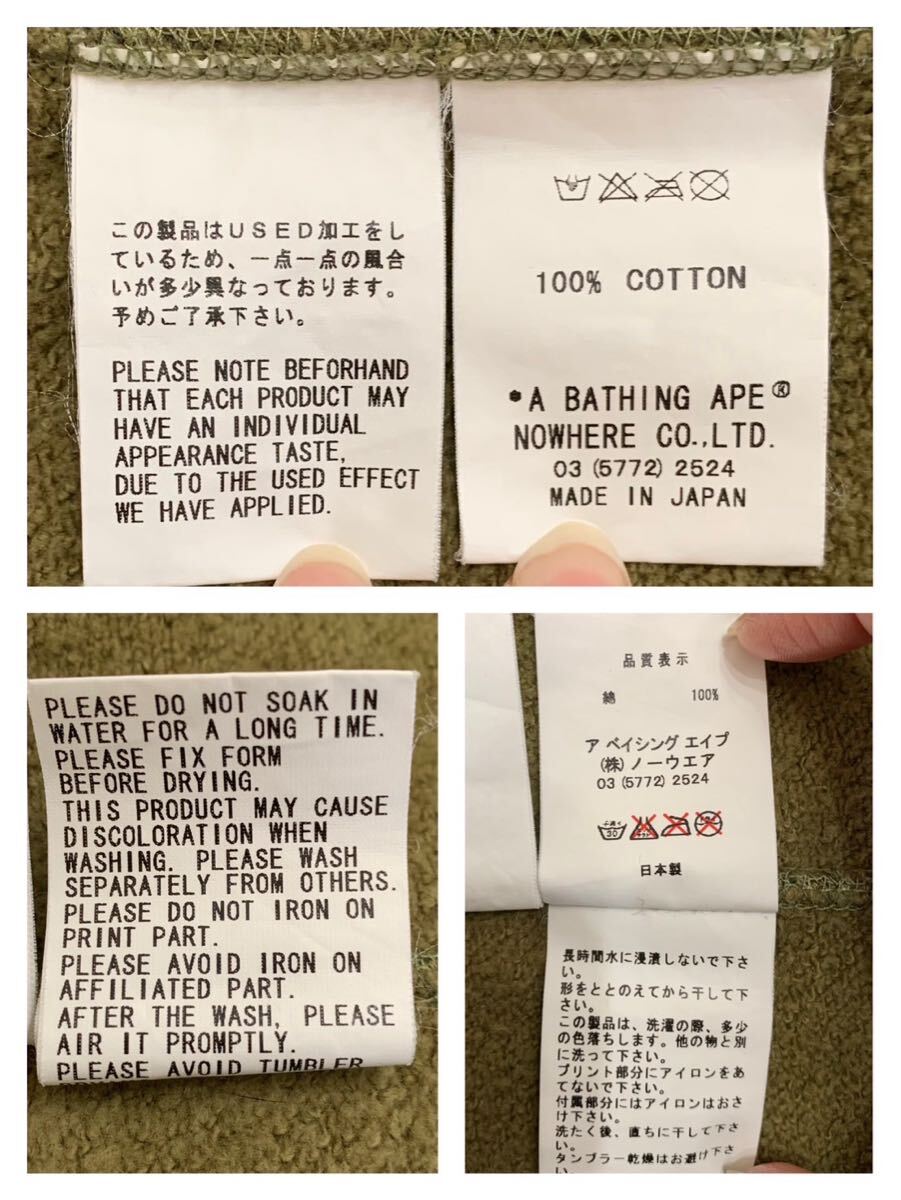 この製品はＵＳＥＤ加工をし
ているため、一点一点の風合
いが多少異なっております。
予めご了承下さい。
PLEASE NOTE BEFORHAND
THAT EACH PRODUCT MAY
HAVE AN INDIVIDUAL
APPEARANCE TASTE,
DUE TO THE USED EFFECT
WE HAVE APPLIED.
100% COTTON
*A BATHING APE®
NOWHERE CO.,LTD.
03 (5772) 2524
MADE IN JAPAN
PLEASE DO NOT SOAK IN
WATER FOR A LONG TIME.
PLEASE FIX FORM
BEFORE DRYING.
THIS PRODUCT MAY CAUSE
DISCOLORATION WHEN
WASHING. PLEASE WASH
SEPARATELY FROM OTHERS.
PLEASE DO NOT IRON ON
PRINT PART.
PLEASE AVOID IRON ON
AFFILIATED PART.
AFTER THE WASH, PLEASE
AIR IT PROMPTLY.
PLEASE AVOID TUMBLER
品質表示
綿 100%
ア ベイシング エイプ
(株) ノーウエア
03 (5772) 2524
30
日本製
長時間水に浸漬しないで下さ
い。
形をととのえてから干して下
さい。
この製品は、洗濯の際、多少
の色落ちします。他の物と別
に洗って下さい。
プリント部分にアイロンをあ
てないで下さい。
付属部分にはアイロンはおさ
け下さい。
洗たく後、直ちに干して下さ
い。
タンブラー乾燥はお避け下さ
い